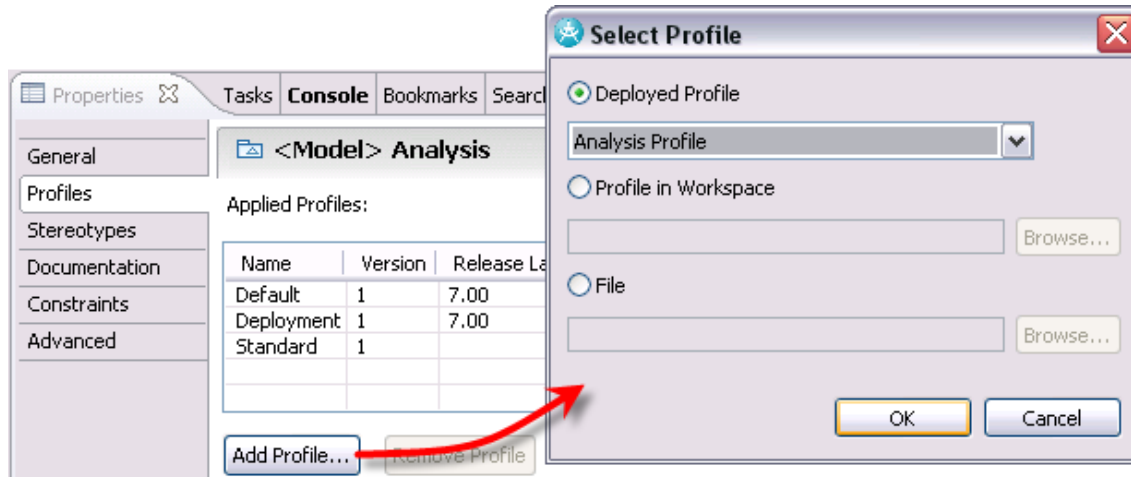 Select Profile
Properties Tasks Console Bookmarks Searcl
Deployed Profile
General
<Model> Analysis
Analysis Profile
Profiles
Applied Profiles:
Profile in Workspace
Stereotypes
Browse...
Documentation
Name Version Release La
Constraints
Default 1 7.00
File
Deployment 1 7.00
Advanced
Standard 1
Browse...
OK Cancel
Add Profile... Remove Profile